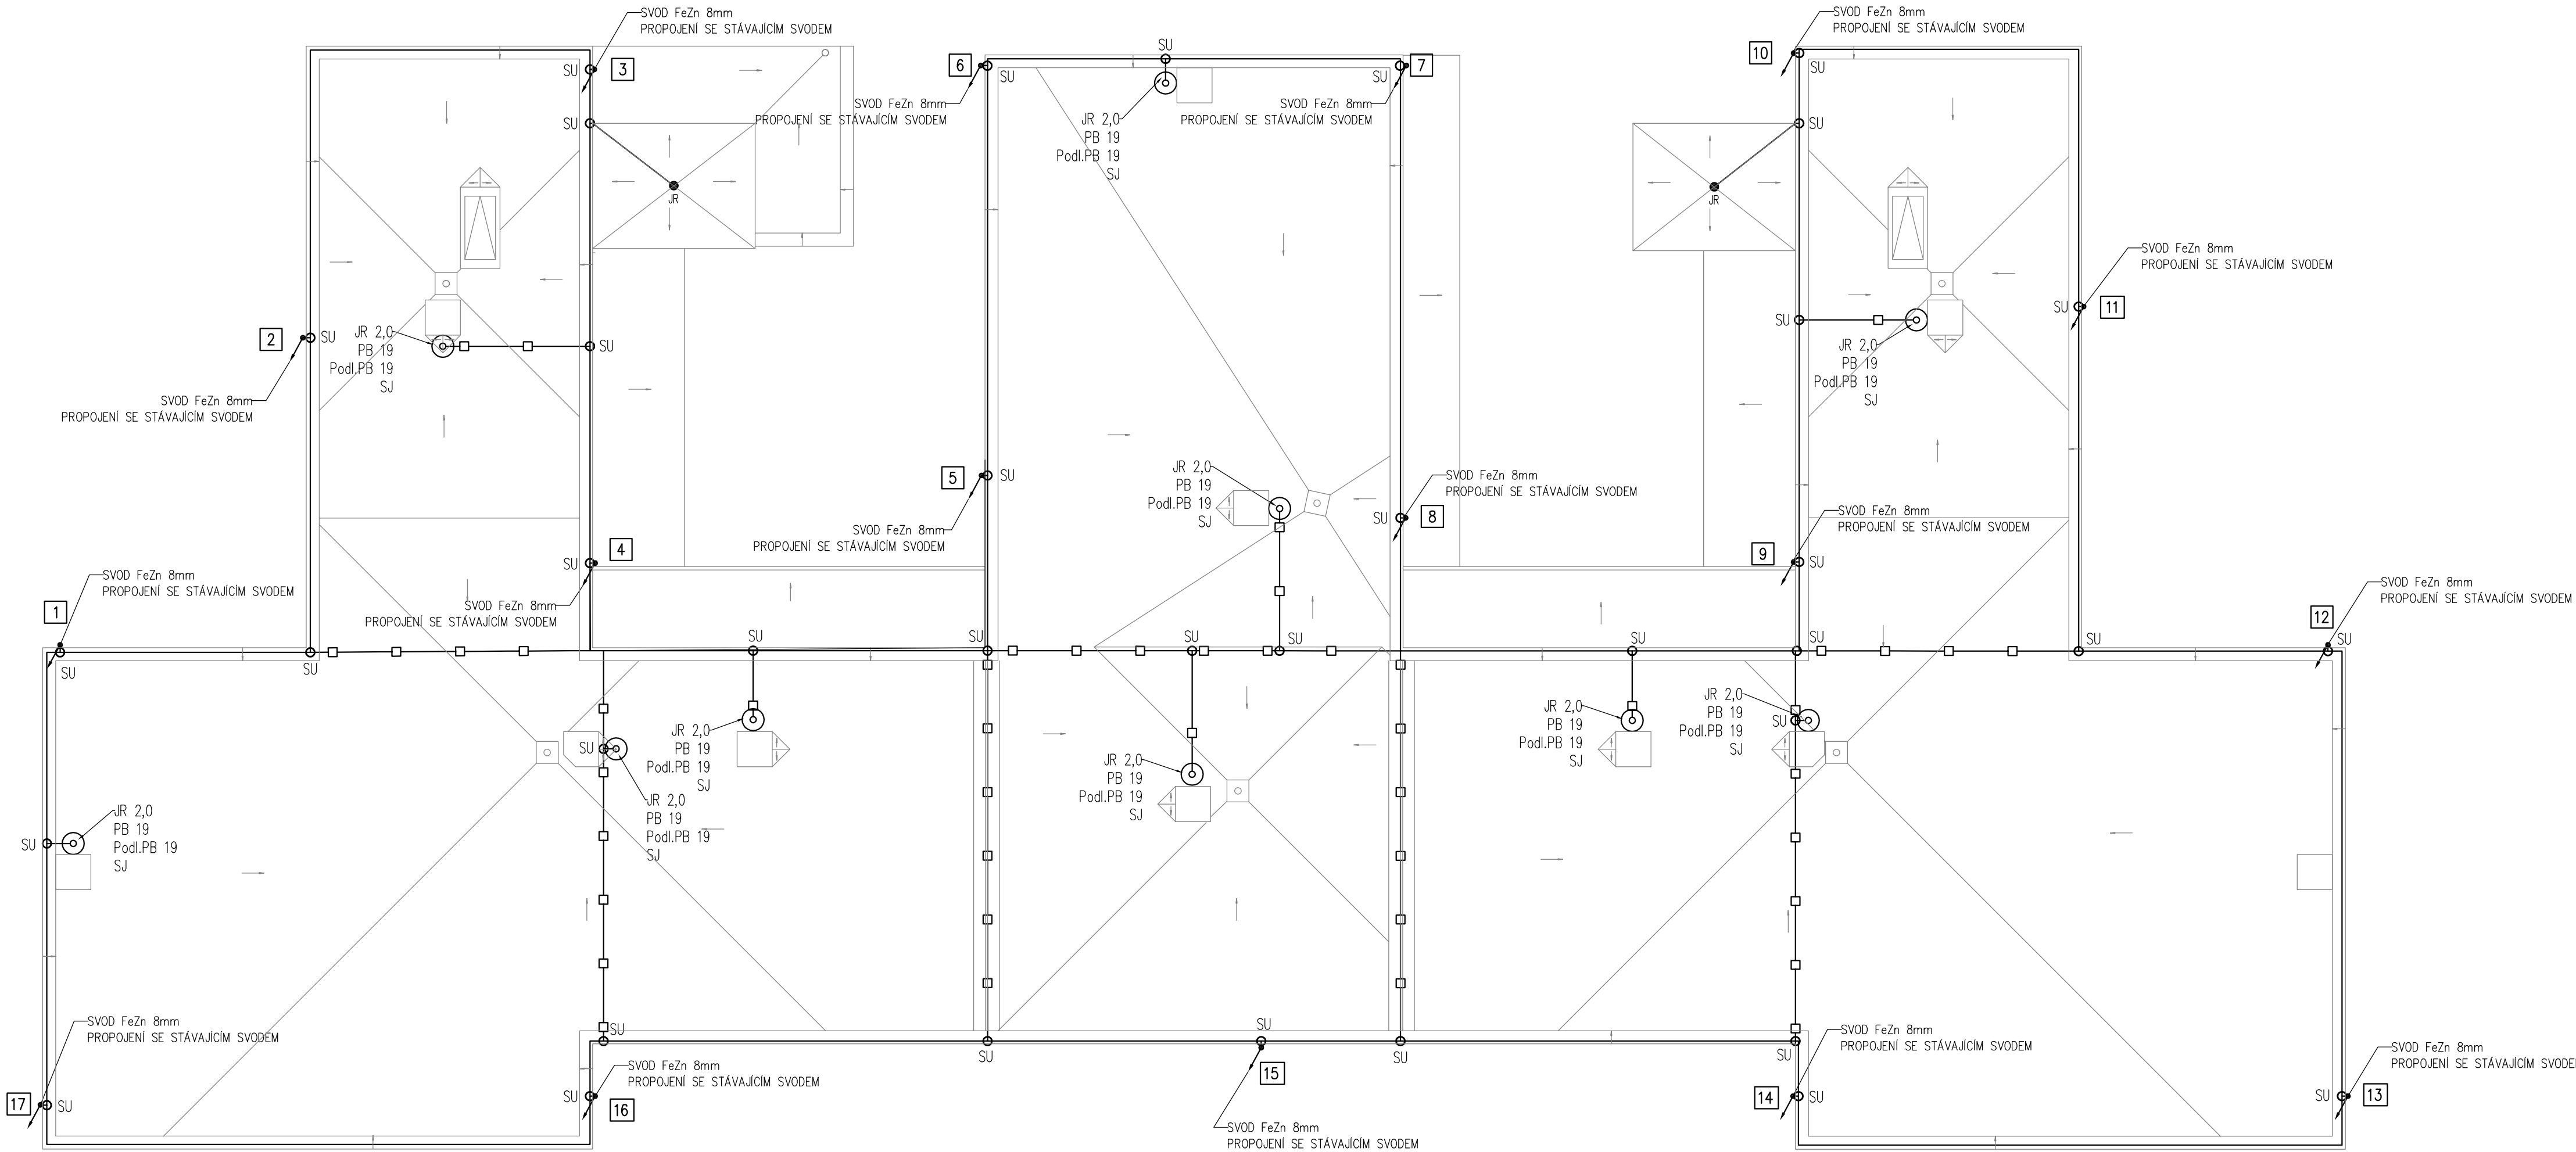 SVOD FeZn 8mm
PROPOJENÍ SE STÁVAJÍCÍM SVODEM
SU
3
SU
2
SU
SVOD FeZn 8mm
PROPOJENÍ SE STÁVAJÍCÍM SVODEM
JR 2,0
PB 19
Podl.PB 19
SJ
SU
JR
6
SU
SVOD FeZn 8mm
PROPOJENÍ SE STÁVAJÍCÍM SVODEM
SU
JR 2,0
PB 19
Podl.PB 19
SJ
SU
7
SVOD FeZn 8mm
PROPOJENÍ SE STÁVAJÍCÍM SVODEM
SVOD FeZn 8mm
PROPOJENÍ SE STÁVAJÍCÍM SVODEM
10
SU
SU
JR
SU
JR 2,0
PB 19
Podl.PB 19
SJ
SVOD FeZn 8mm
PROPOJENÍ SE STÁVAJÍCÍM SVODEM
SU
11
5
SU
SVOD FeZn 8mm
PROPOJENÍ SE STÁVAJÍCÍM SVODEM
JR 2,0
PB 19
Podl.PB 19
SJ
SVOD FeZn 8mm
PROPOJENÍ SE STÁVAJÍCÍM SVODEM
SU
8
SVOD FeZn 8mm
PROPOJENÍ SE STÁVAJÍCÍM SVODEM
9
SU
SU
4
SVOD FeZn 8mm
PROPOJENÍ SE STÁVAJÍCÍM SVODEM
SVOD FeZn 8mm
PROPOJENÍ SE STÁVAJÍCÍM SVODEM
1
SU
SU
SU
SU
SU
SU
SU
SU
SU
SVOD FeZn 8mm
PROPOJENÍ SE STÁVAJÍCÍM SVODEM
12
SU
SU
JR 2,0
PB 19
Podl.PB 19
SJ
JR 2,0
PB 19
Podl.PB 19
SJ
JR 2,0
PB 19
Podl.PB 19
SJ
JR 2,0
PB 19
Podl.PB 19
SJ
JR 2,0
PB 19
Podl.PB 19
SJ
SU
SU
JR 2,0
PB 19
Podl.PB 19
SJ
SVOD FeZn 8mm
PROPOJENÍ SE STÁVAJÍCÍM SVODEM
17
SU
SU
SVOD FeZn 8mm
PROPOJENÍ SE STÁVAJÍCÍM SVODEM
SU
16
SU
SU
15
SVOD FeZn 8mm
PROPOJENÍ SE STÁVAJÍCÍM SVODEM
SU
SU
SVOD FeZn 8mm
PROPOJENÍ SE STÁVAJÍCÍM SVODEM
14
SU
SVOD FeZn 8mm
PROPOJENÍ SE STÁVAJÍCÍM
SU
13